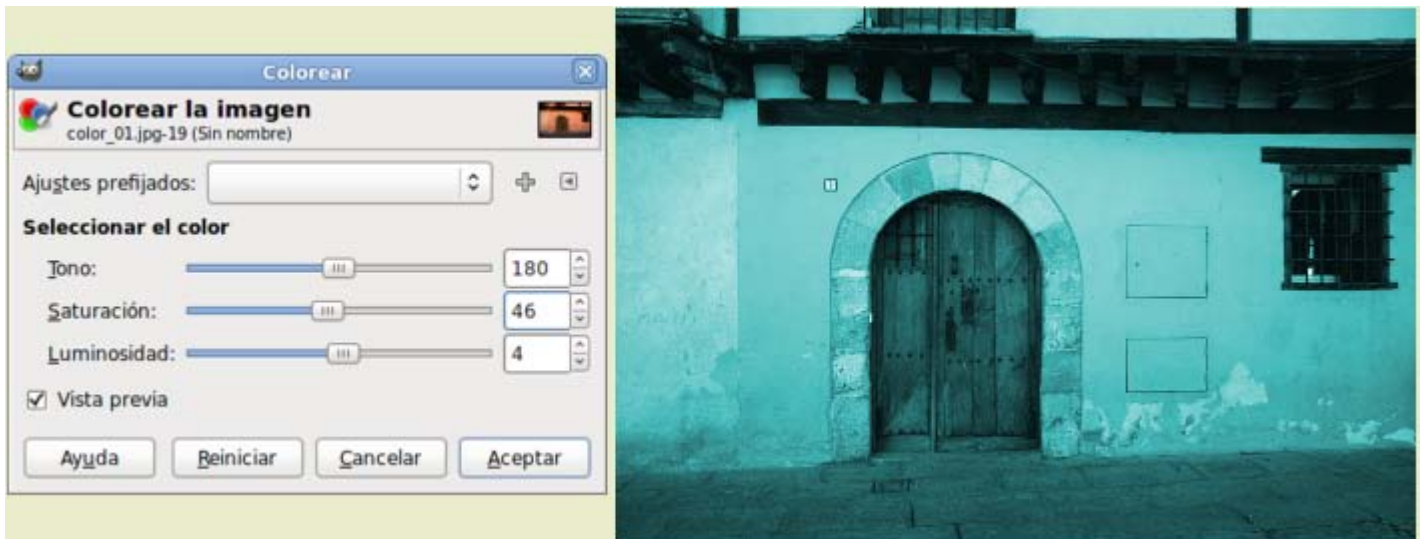 Colorear
Colorear la imagen
color_01.jpg-19 (Sin nombre)
Ajustes prefijados:
Seleccionar el color
Tono: 180
Saturación: 46
Luminosidad: 4
Vista previa
Ayuda Reiniciar Cancelar Aceptar